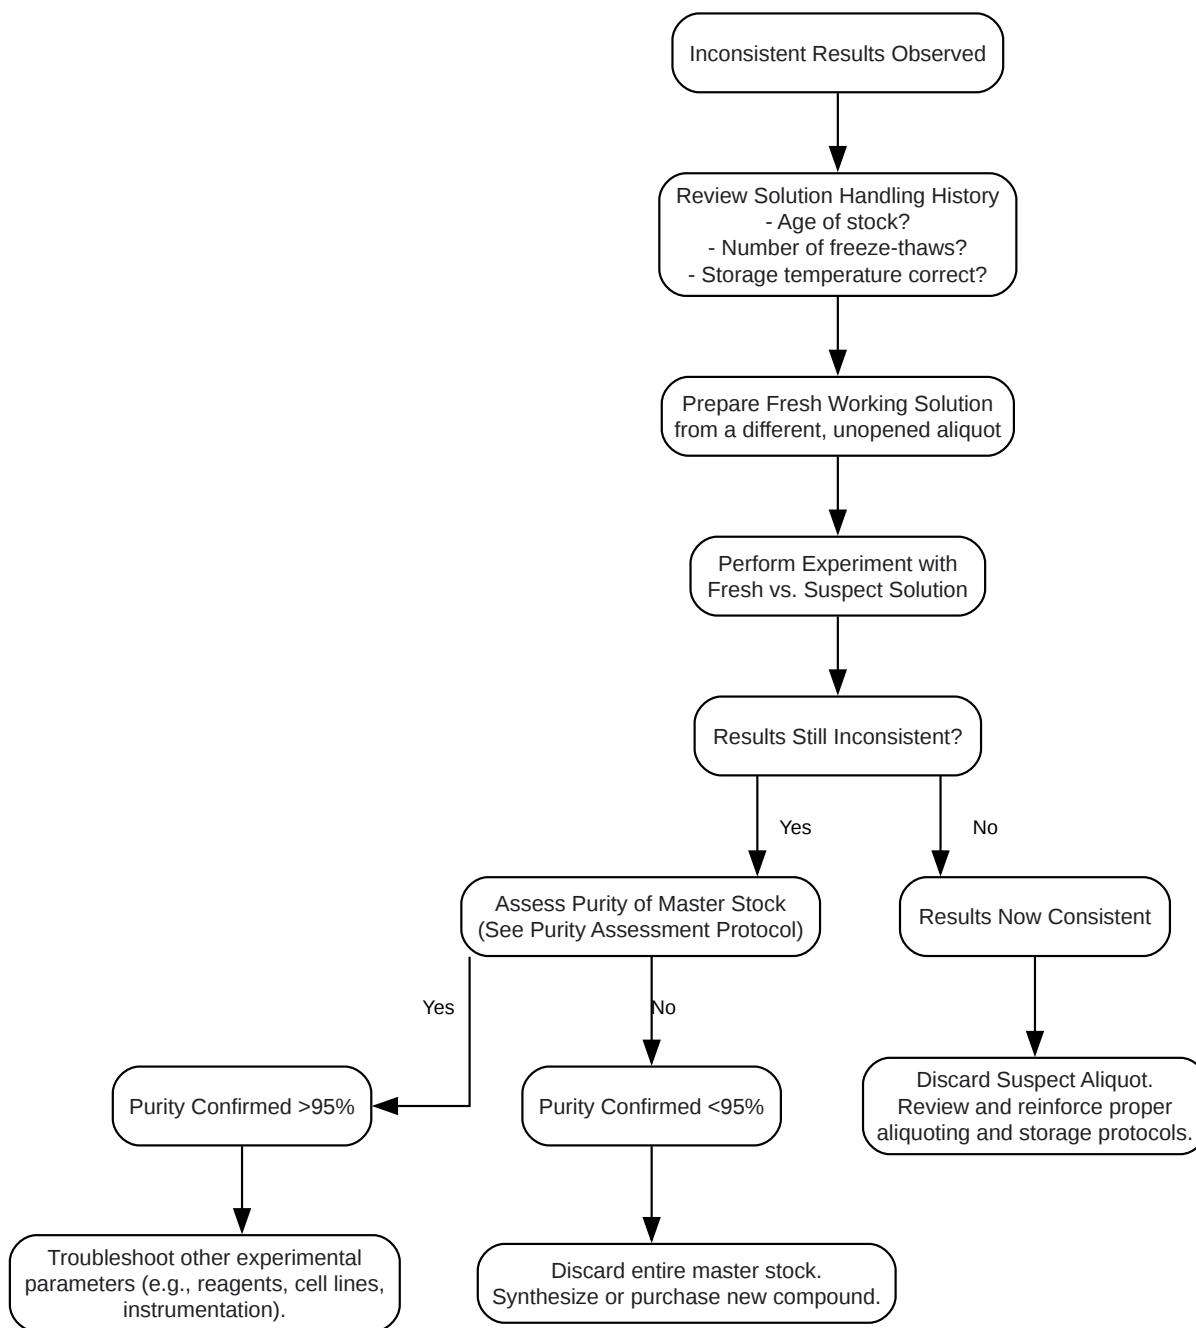 Inconsistent Results Observed
Review Solution Handling History
- Age of stock?
- Number of freeze-thaws?
- Storage temperature correct?
Prepare Fresh Working Solution
from a different, unopened aliquot
Perform Experiment with
Fresh vs. Suspect Solution
Results Still Inconsistent?
Yes
No
Assess Purity of Master Stock
(See Purity Assessment Protocol)
Results Now Consistent
Yes
No
Purity Confirmed >95%
Purity Confirmed <95%
Discard Suspect Aliquot.
Review and reinforce proper
aliquoting and storage protocols.
Troubleshoot other experimental
parameters (e.g., reagents, cell lines,
instrumentation).
Discard entire master stock.
Synthesize or purchase new compound.